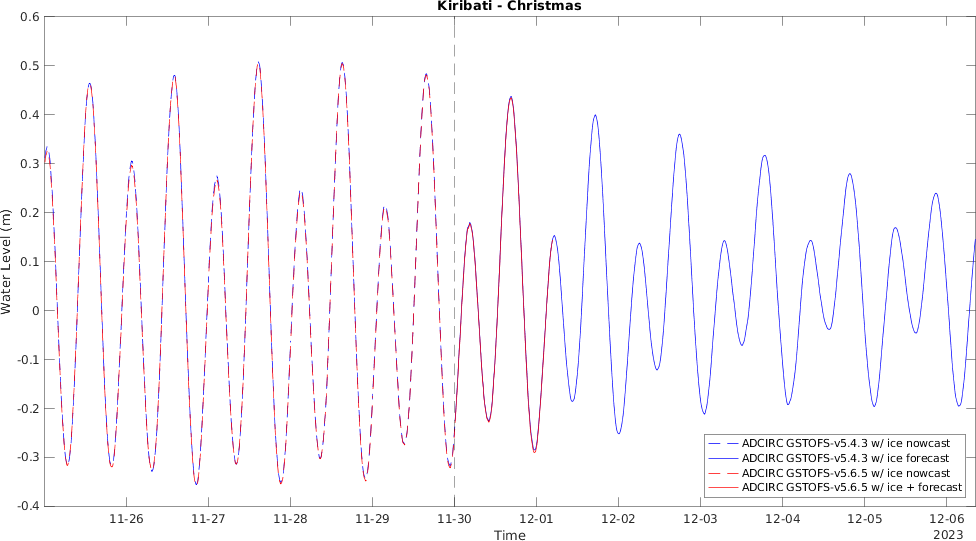 Kiribati - Christmas
0.6
0.5
0.4
0.3
0.2
0.1
0
-0.1
-0.2
-0.3
-0.4
Water Level (m)
ADCIRC GSTOFS-v5.4.3 w/ ice nowcast
ADCIRC GSTOFS-v5.4.3 w/ ice forecast
ADCIRC GSTOFS-v5.6.5 w/ ice nowcast
ADCIRC GSTOFS-v5.6.5 w/ ice + forecast
11-26 11-27 11-28 11-29 11-30 12-01 12-02 12-03 12-04 12-05 12-06
Time 2023